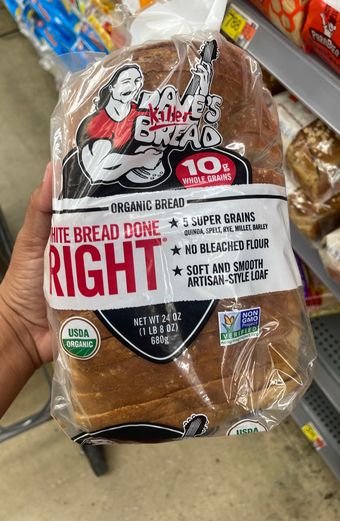 DAVE'S
Killer
BREAD
10g
WHOLE GRAINS
ORGANIC BREAD
WHITE BREAD DONE
RIGHT
★ 5 SUPER GRAINS
QUINOA, SPELT, RYE, MILLET, BARLEY
★ NO BLEACHED FLOUR
★ SOFT AND SMOOTH
ARTISAN-STYLE LOAF
NET WT 24 OZ
(1 LB 8 OZ)
680g
USDA
ORGANIC
NON
GMO
Project
VERIFIED
USDA